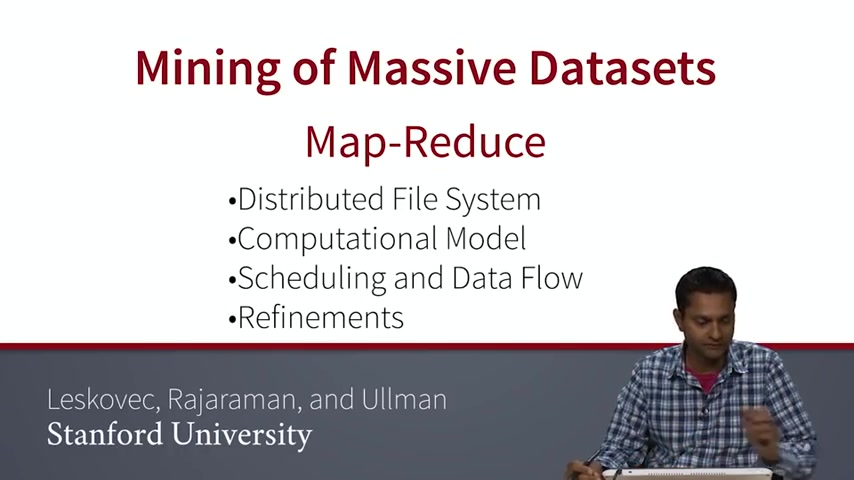 Mining of Massive Datasets
Map-Reduce
•Distributed File System
•Computational Model
•Scheduling and Data Flow
•Refinements
Leskovec, Rajaraman, and Ullman
Stanford University